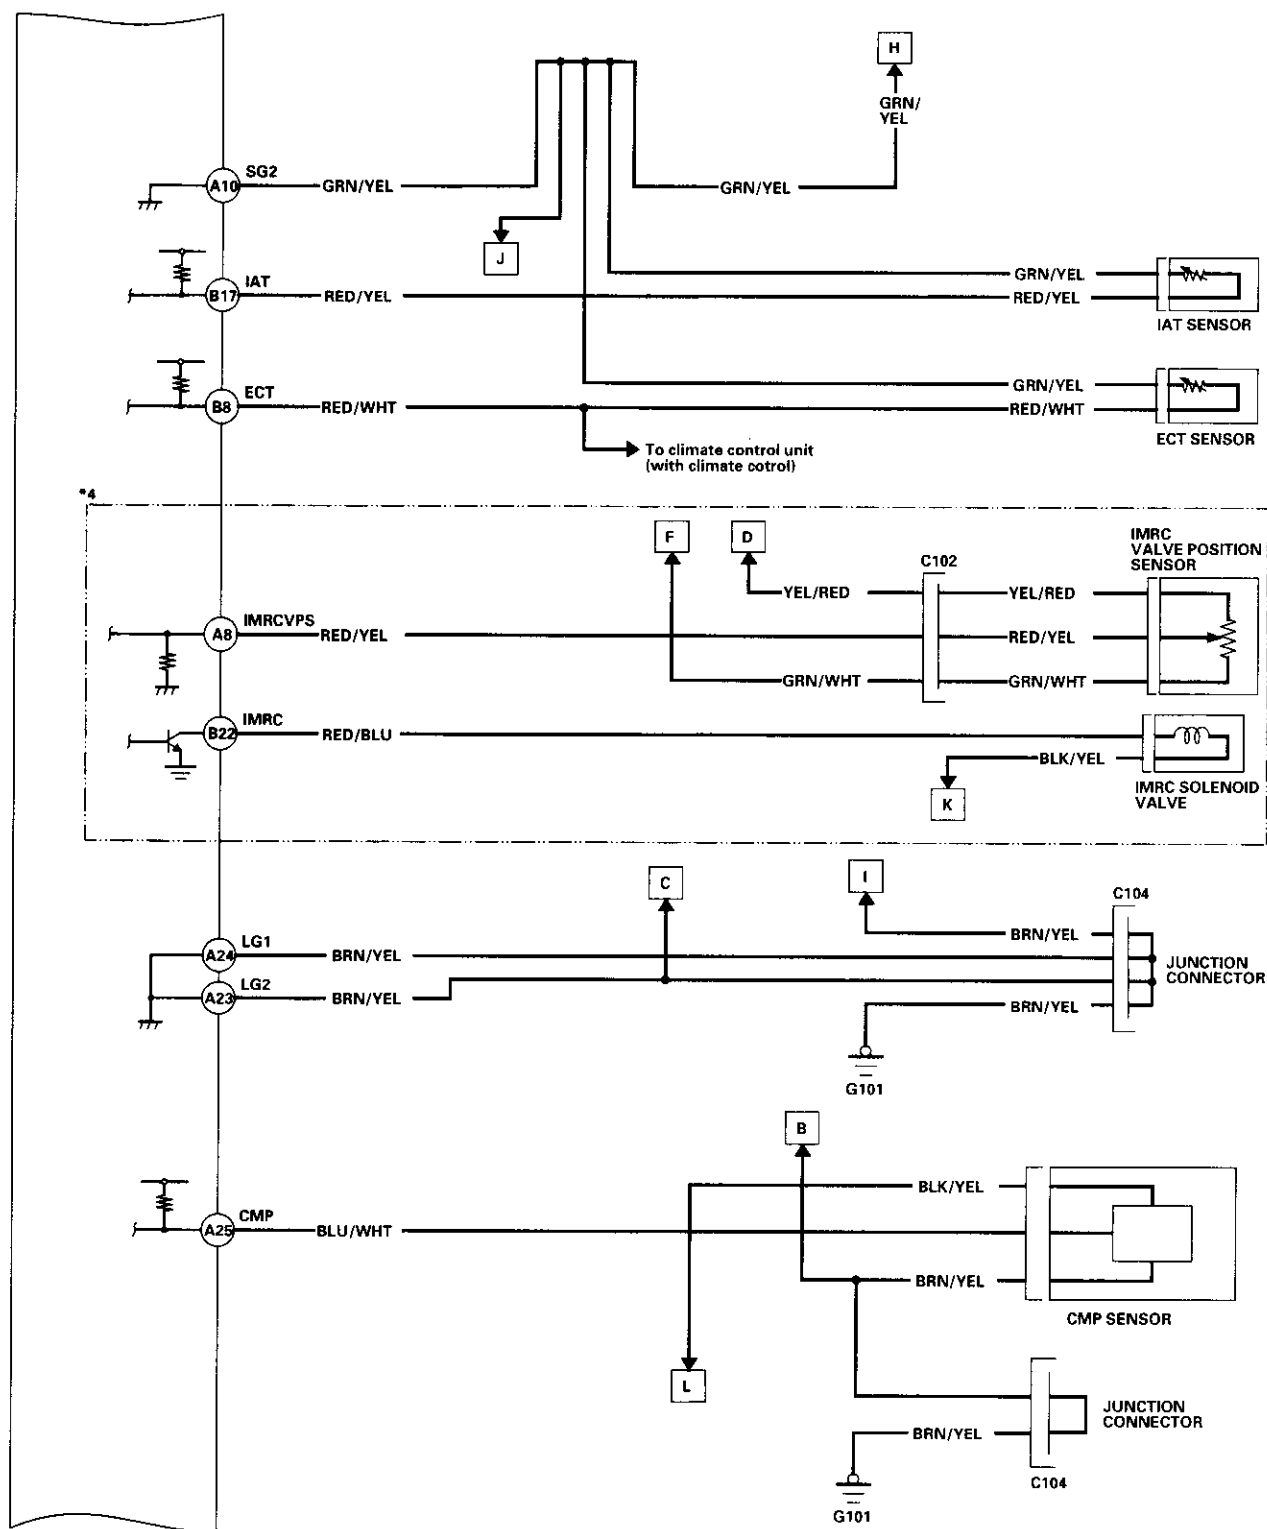 H
GRN/
YEL
SG2
A10
GRN/YEL
GRN/YEL
J
IAT
B17
RED/YEL
GRN/YEL
RED/YEL
IAT SENSOR
ECT
B8
RED/WHT
GRN/YEL
RED/WHT
ECT SENSOR
To climate control unit
(with climate cotrol)
*4
F
D
IMRC
VALVE POSITION
SENSOR
C102
YEL/RED
YEL/RED
IMRCVPS
A8
RED/YEL
RED/YEL
GRN/WHT
GRN/WHT
IMRC
B22
RED/BLU
BLK/YEL
K
IMRC SOLENOID
VALVE
C
I
C104
BRN/YEL
LG1
A24
BRN/YEL
JUNCTION
CONNECTOR
LG2
A23
BRN/YEL
BRN/YEL
G101
B
BLK/YEL
CMP
A25
BLU/WHT
BRN/YEL
CMP SENSOR
L
JUNCTION
CONNECTOR
BRN/YEL
C104
G101